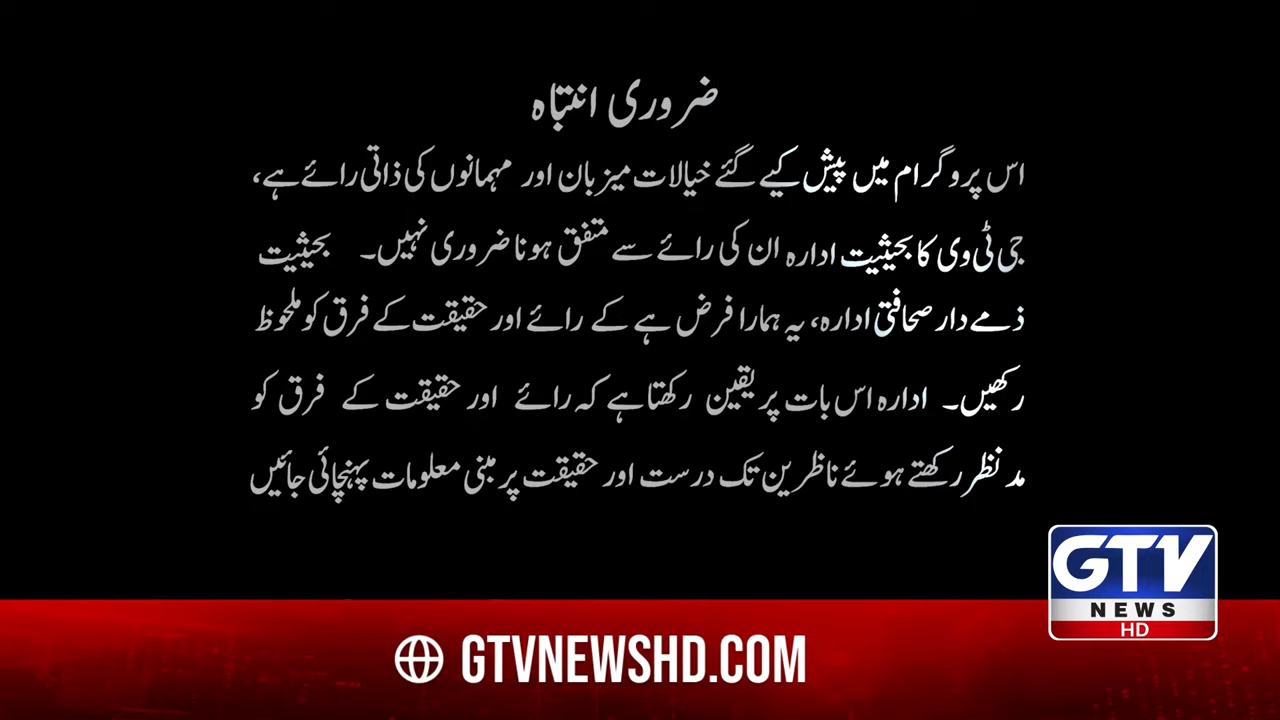 ضروری انتباہ
اس پروگرام میں پیش کیے گئے خیالات میزبان اور مہمانوں کی ذاتی رائے ہے،
جی ٹی وی کا بحیثیت ادارہ ان کی رائے سے متفق ہونا ضروری نہیں۔ بحیثیت
ذمے دار صحافتی ادارہ، یہ ہمارا فرض ہے کے رائے اور حقیقت کے فرق کو ملحوظ
رکھیں۔ ادارہ اس بات پر یقین رکھتا ہے کہ رائے اور حقیقت کے فرق کو
مد نظر رکھتے ہوئے ناظرین تک درست اور حقیقت پر مبنی معلومات پہنچائی جائیں
GTV
NEWS
HD
GTVNEWSHD.COM